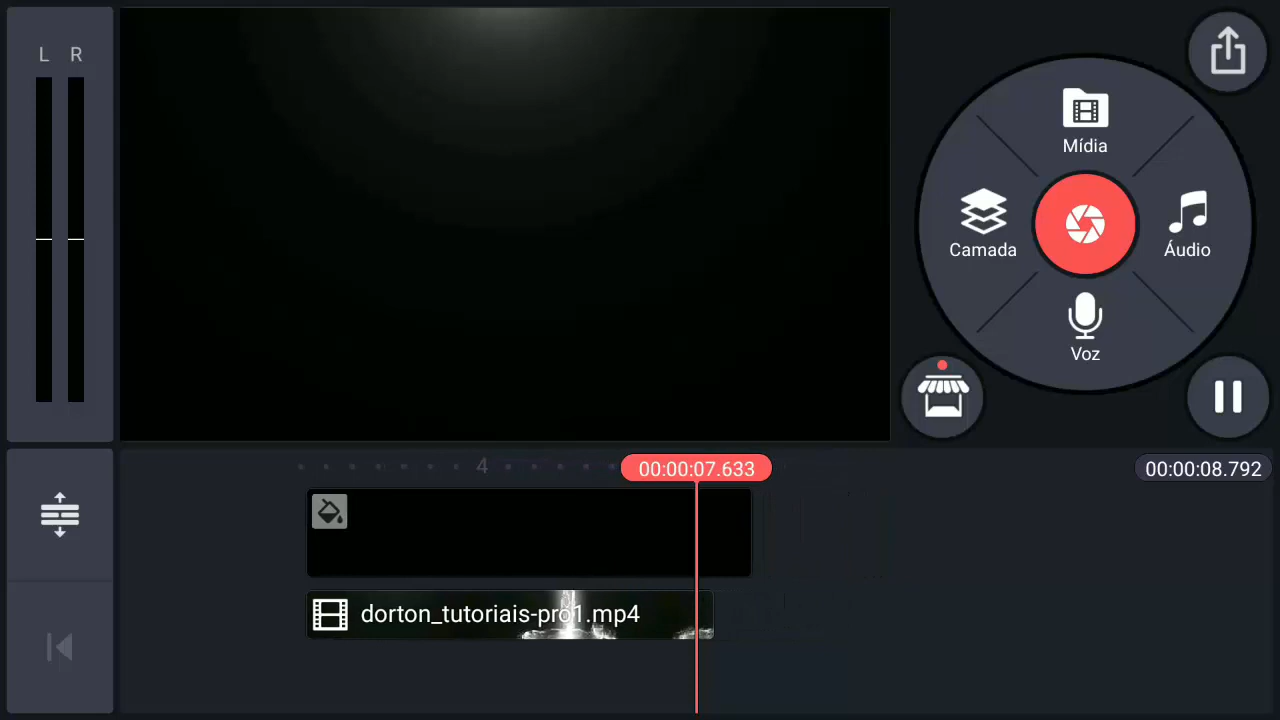 L R
Mídia
Camada
Áudio
Voz
4
00:00:07.633
00:00:08.792
dorton_tutoriais-pro1.mp4